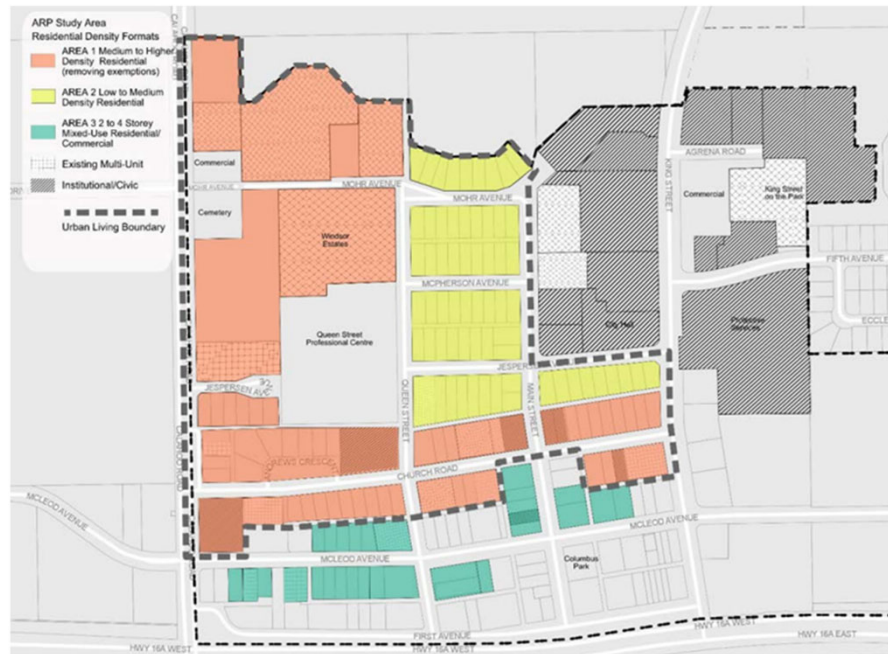 ARP Study Area
Residential Density Formats
AREA 1 Medium to Higher
Density Residential
(removing exemptions)
AREA 2 Low to Medium
Density Residential
AREA 3 2 to 4 Storey
Mixed-Use Residential/
Commercial
Existing Multi-Unit
Institutional/Civic
Urban Living Boundary
Commercial
MOHR AVENUE
MOHR AVENUE
Cemetery
Windsor
Estates
MCPHERSON AVENUE
Queen Street
Professional Centre
QUEEN STREET
MAIN STREET
KING STREET
AGRENA ROAD
Commercial
King Street
on the Park
FIFTH AVENUE
City Hall
Protective
Services
CHURCH ROAD
MCLEOD AVENUE
MCLEOD AVENUE
MCLEOD AVENUE
Columbus
Park
FIRST AVENUE
HWY 16A WEST
HWY 16A WEST
HWY 16A WEST
HWY 16A EAST